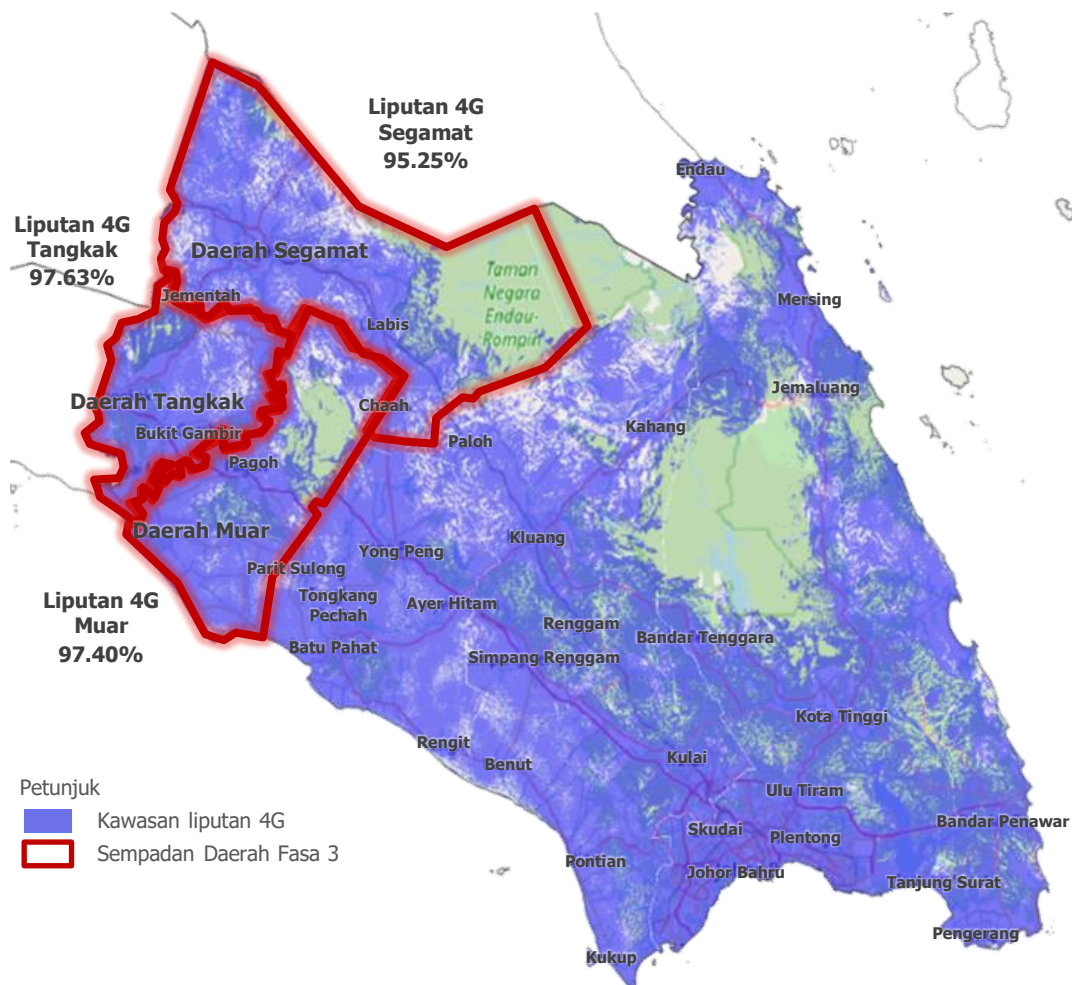 Liputan 4G
Segamat
95.25%
Endau
Liputan 4G
Tangkak
97.63%
Daerah Segamat
Taman
Negara
Endau-
Rompin
Jementah
Mersing
Labis
Jemaluang
Daerah Tangkak
Chaah
Bukit Gambir
Kahang
Paloh
Pagoh
Daerah Muar
Kluang
Yong Peng
Parit Sulong
Liputan 4G
Muar
97.40%
Tongkang
Pechah
Ayer Hitam
Renggam
Bandar Tenggara
Batu Pahat
Simpang Renggam
Kota Tinggi
Rengit
Benut
Kulai
Petunjuk
Kawasan liputan 4G
Sempadan Daerah Fasa 3
Ulu Tiram
Bandar Penawar
Skudai
Plentong
Pontian
Johor Bahru
Tanjung Surat
Pengerang
Kukup